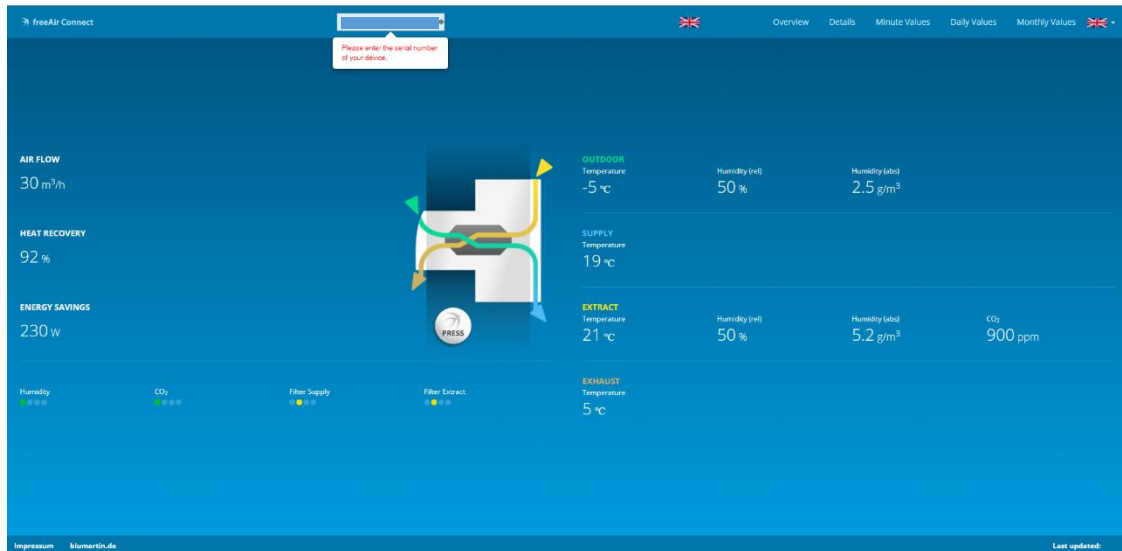 freeAir Connect
Overview Details Minute Values Daily Values Monthly Values
Please enter the serial number
of your device.
AIR FLOW
30 m³/h
HEAT RECOVERY
92 %
ENERGY SAVINGS
230 W
PRESS
Humidity CO₂ Filter Supply Filter Extract
OUTDOOR
Temperature Humidity (rel) Humidity (abs)
-5 °C 50 % 2.5 g/m³
SUPPLY
Temperature
19 °C
EXTRACT
Temperature Humidity (rel) Humidity (abs) CO₂
21 °C 50 % 5.2 g/m³ 900 ppm
EXHAUST
Temperature
5 °C
Impressum blumartin.de Last updated: